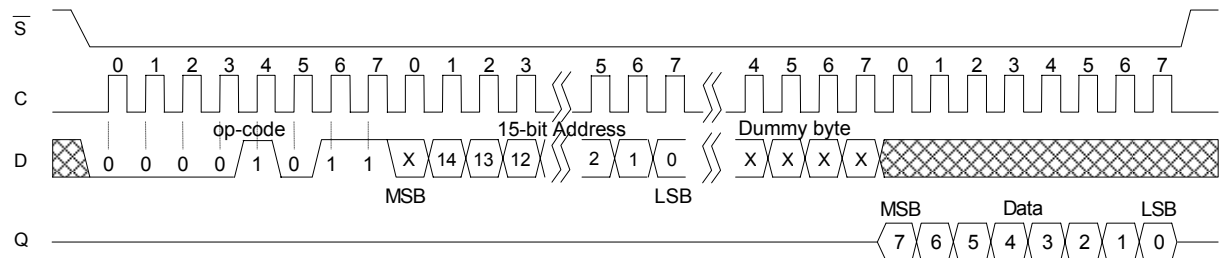 S
0 1 2 3 4 5 6 7 0 1 2 3 5 6 7 4 5 6 7 0 1 2 3 4 5 6 7
C
op-code 15-bit Address Dummy byte
D 0 0 0 0 1 0 1 1 X 14 13 12 2 1 0 X X X X
MSB LSB
MSB Data LSB
Q 7 6 5 4 3 2 1 0